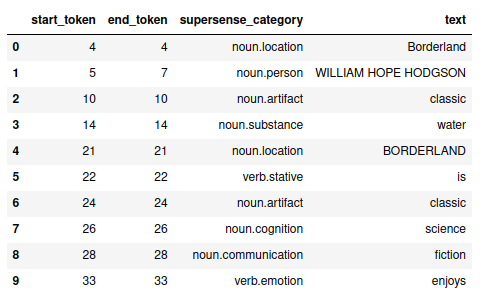 start_token end_token supersense_category text
0 4 4 noun.location Borderland
1 5 7 noun.person WILLIAM HOPE HODGSON
2 10 10 noun.artifact classic
3 14 14 noun.substance water
4 21 21 noun.location BORDERLAND
5 22 22 verb.stative is
6 24 24 noun.artifact classic
7 26 26 noun.cognition science
8 28 28 noun.communication fiction
9 33 33 verb.emotion enjoys